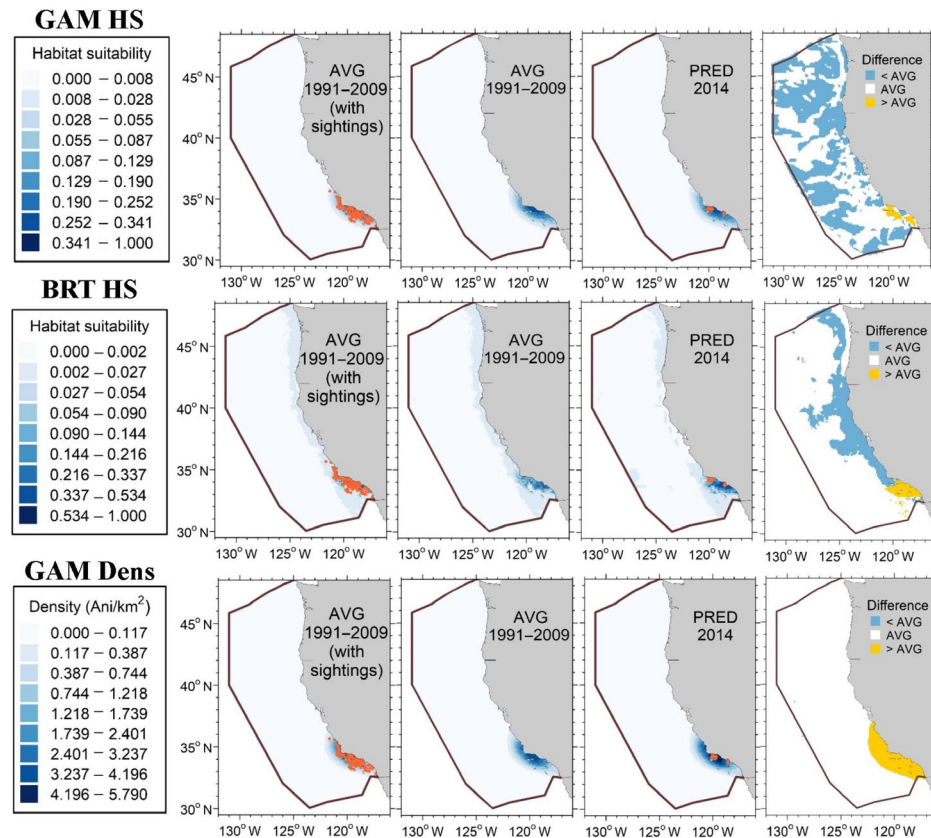 GAM HS
Habitat suitability
0.000 – 0.008
0.008 – 0.028
0.028 – 0.055
0.055 – 0.087
0.087 – 0.129
0.129 – 0.190
0.190 – 0.252
0.252 – 0.341
0.341 – 1.000
45° N
40° N
35° N
30° N
AVG
1991–2009
(with
sightings)
AVG
1991–2009
PRED
2014
Difference
< AVG
AVG
> AVG
130° W 125° W 120° W
130° W 125° W 120° W
130° W 125° W 120° W
130° W 125° W 120° W
BRT HS
Habitat suitability
0.000 – 0.002
0.002 – 0.027
0.027 – 0.054
0.054 – 0.090
0.090 – 0.144
0.144 – 0.216
0.216 – 0.337
0.337 – 0.534
0.534 – 1.000
45° N
40° N
35° N
30° N
AVG
1991–2009
(with
sightings)
AVG
1991–2009
PRED
2014
Difference
< AVG
AVG
> AVG
130° W 125° W 120° W
130° W 125° W 120° W
130° W 125° W 120° W
130° W 125° W 120° W
GAM Dens
Density (Ani/km²)
0.000 – 0.117
0.117 – 0.387
0.387 – 0.744
0.744 – 1.218
1.218 – 1.739
1.739 – 2.401
2.401 – 3.237
3.237 – 4.196
4.196 – 5.790
45° N
40° N
35° N
30° N
AVG
1991–2009
(with
sightings)
AVG
1991–2009
PRED
2014
Difference
< AVG
AVG
> AVG
130° W 125° W 120° W
130° W 125° W 120° W
130° W 125° W 120° W
130° W 125° W 120° W